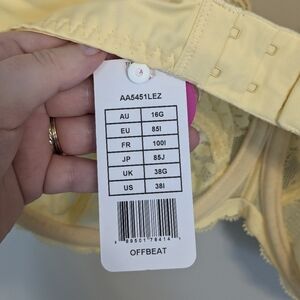 AA5451LEZ
AU 16G
EU 85I
FR 100I
JP 85J
UK 38G
US 38I
OFFBEAT